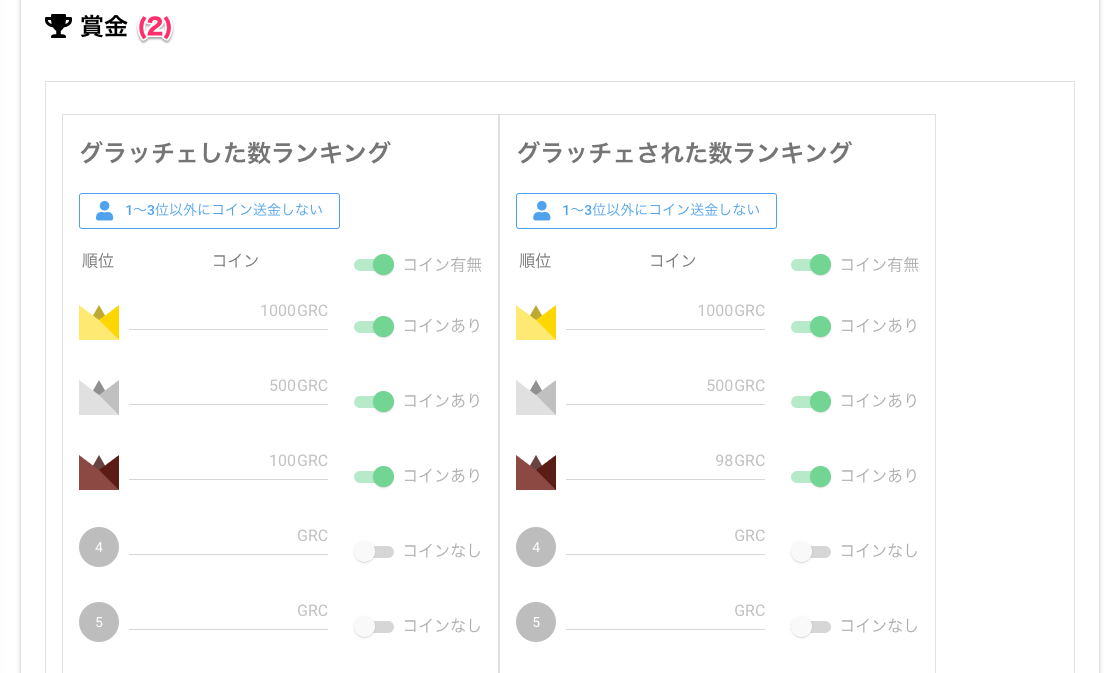 賞金 (2)
グラッチェした数ランキング
1〜3位以外にコイン送金しない
順位 コイン コイン有無
1000GRC コインあり
500GRC コインあり
100GRC コインあり
4 GRC コインなし
5 GRC コインなし
グラッチェされた数ランキング
1〜3位以外にコイン送金しない
順位 コイン コイン有無
1000GRC コインあり
500GRC コインあり
98GRC コインあり
4 GRC コインなし
5 GRC コインなし